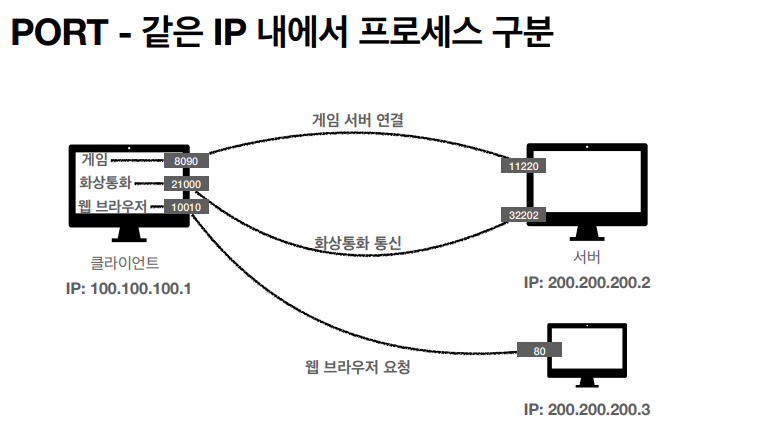 PORT - 같은 IP 내에서 프로세스 구분
게임 서버 연결
게임
8090
11220
화상통화
21000
웹 브라우저
10010
32202
화상통화 통신
클라이언트
서버
IP: 100.100.100.1
IP: 200.200.200.2
80
웹 브라우저 요청
IP: 200.200.200.3